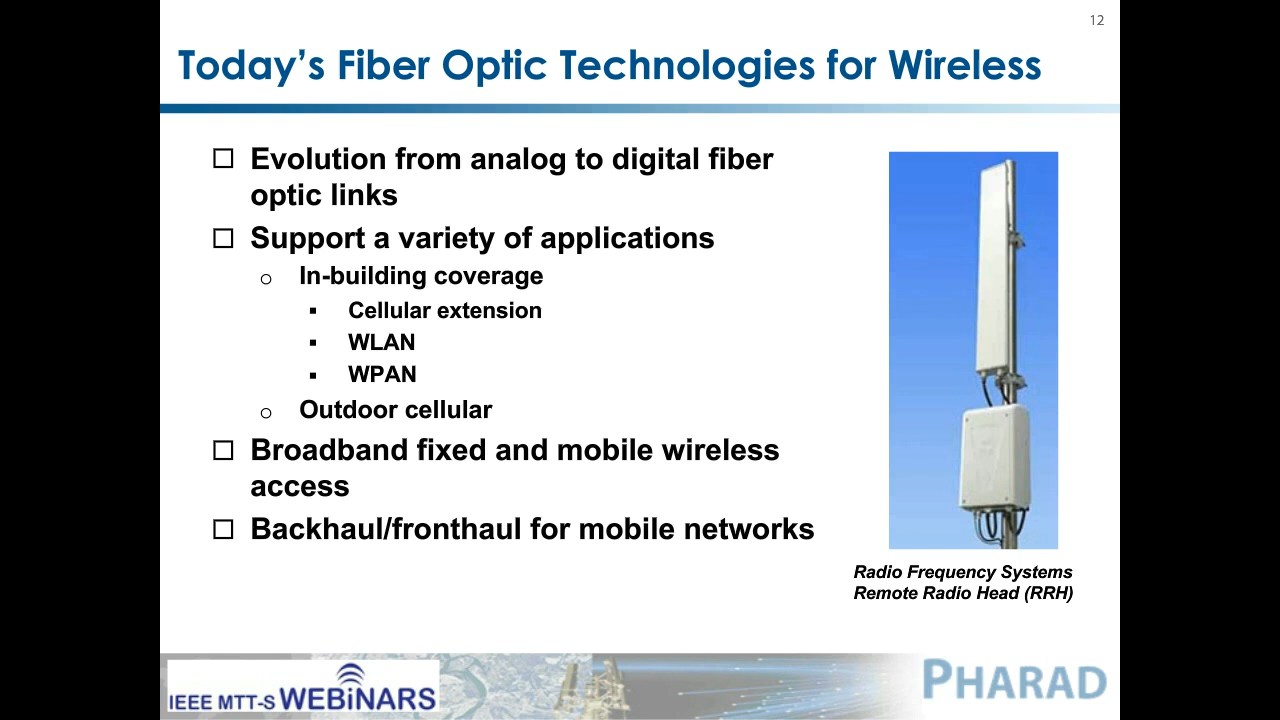 12
Today's Fiber Optic Technologies for Wireless
Evolution from analog to digital fiber
optic links
Support a variety of applications
In-building coverage
Cellular extension
WLAN
WPAN
Outdoor cellular
Broadband fixed and mobile wireless
access
Backhaul/fronthaul for mobile networks
Radio Frequency Systems
Remote Radio Head (RRH)
IEEE MTT-S WEBiNARS
PHARAD